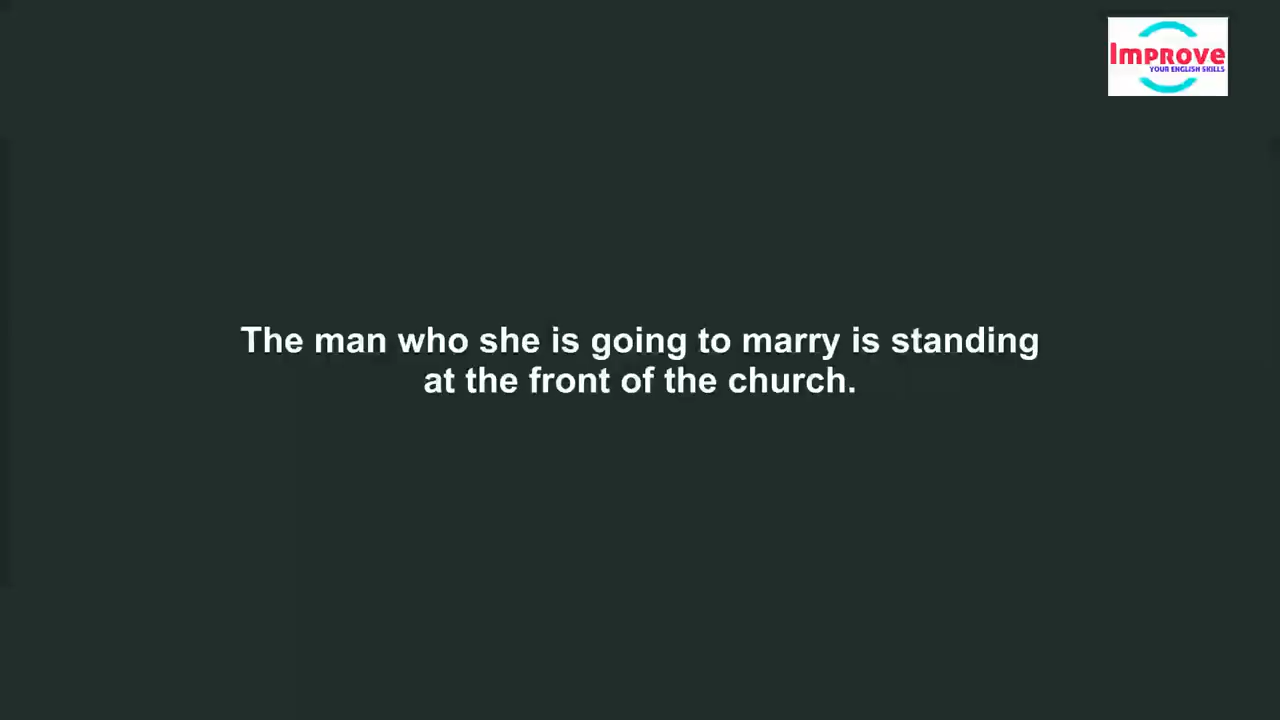 Improve
YOUR ENGLISH SKILLS
The man who she is going to marry is standing
at the front of the church.